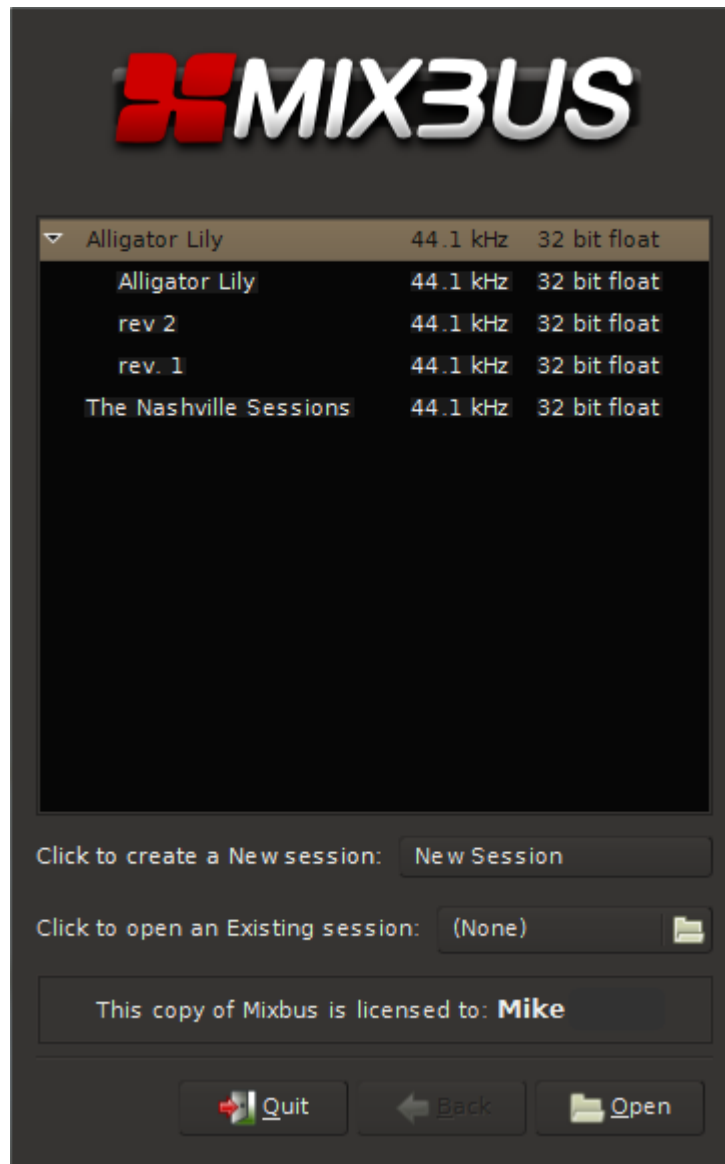 MIXBUS
Alligator Lily 44.1 kHz 32 bit float
Alligator Lily 44.1 kHz 32 bit float
rev 2 44.1 kHz 32 bit float
rev. 1 44.1 kHz 32 bit float
The Nashville Sessions 44.1 kHz 32 bit float
Click to create a New session: New Session
Click to open an Existing session: (None)
This copy of Mixbus is licensed to: Mike
Quit Back Open